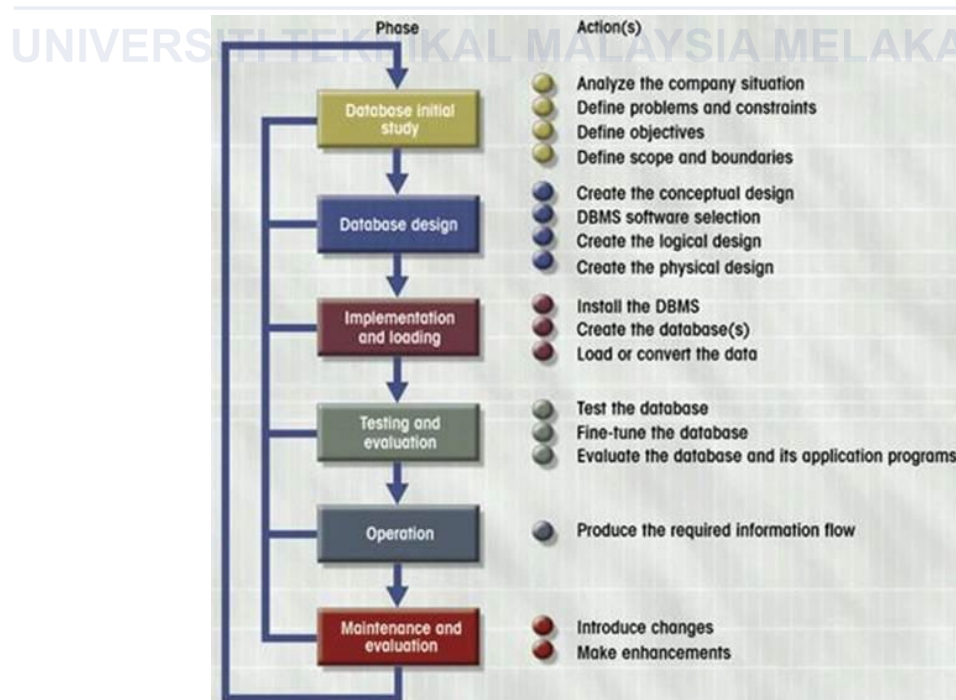 UNIVERSITI TEKNIKAL MALAYSIA MELAKA
Phase
Action(s)
Database initial
study
Analyze the company situation
Define problems and constraints
Define objectives
Define scope and boundaries
Database design
Create the conceptual design
DBMS software selection
Create the logical design
Create the physical design
Implementation
and loading
Install the DBMS
Create the database(s)
Load or convert the data
Testing and
evaluation
Test the database
Fine-tune the database
Evaluate the database and its application programs
Operation
Produce the required information flow
Maintenance and
evaluation
Introduce changes
Make enhancements